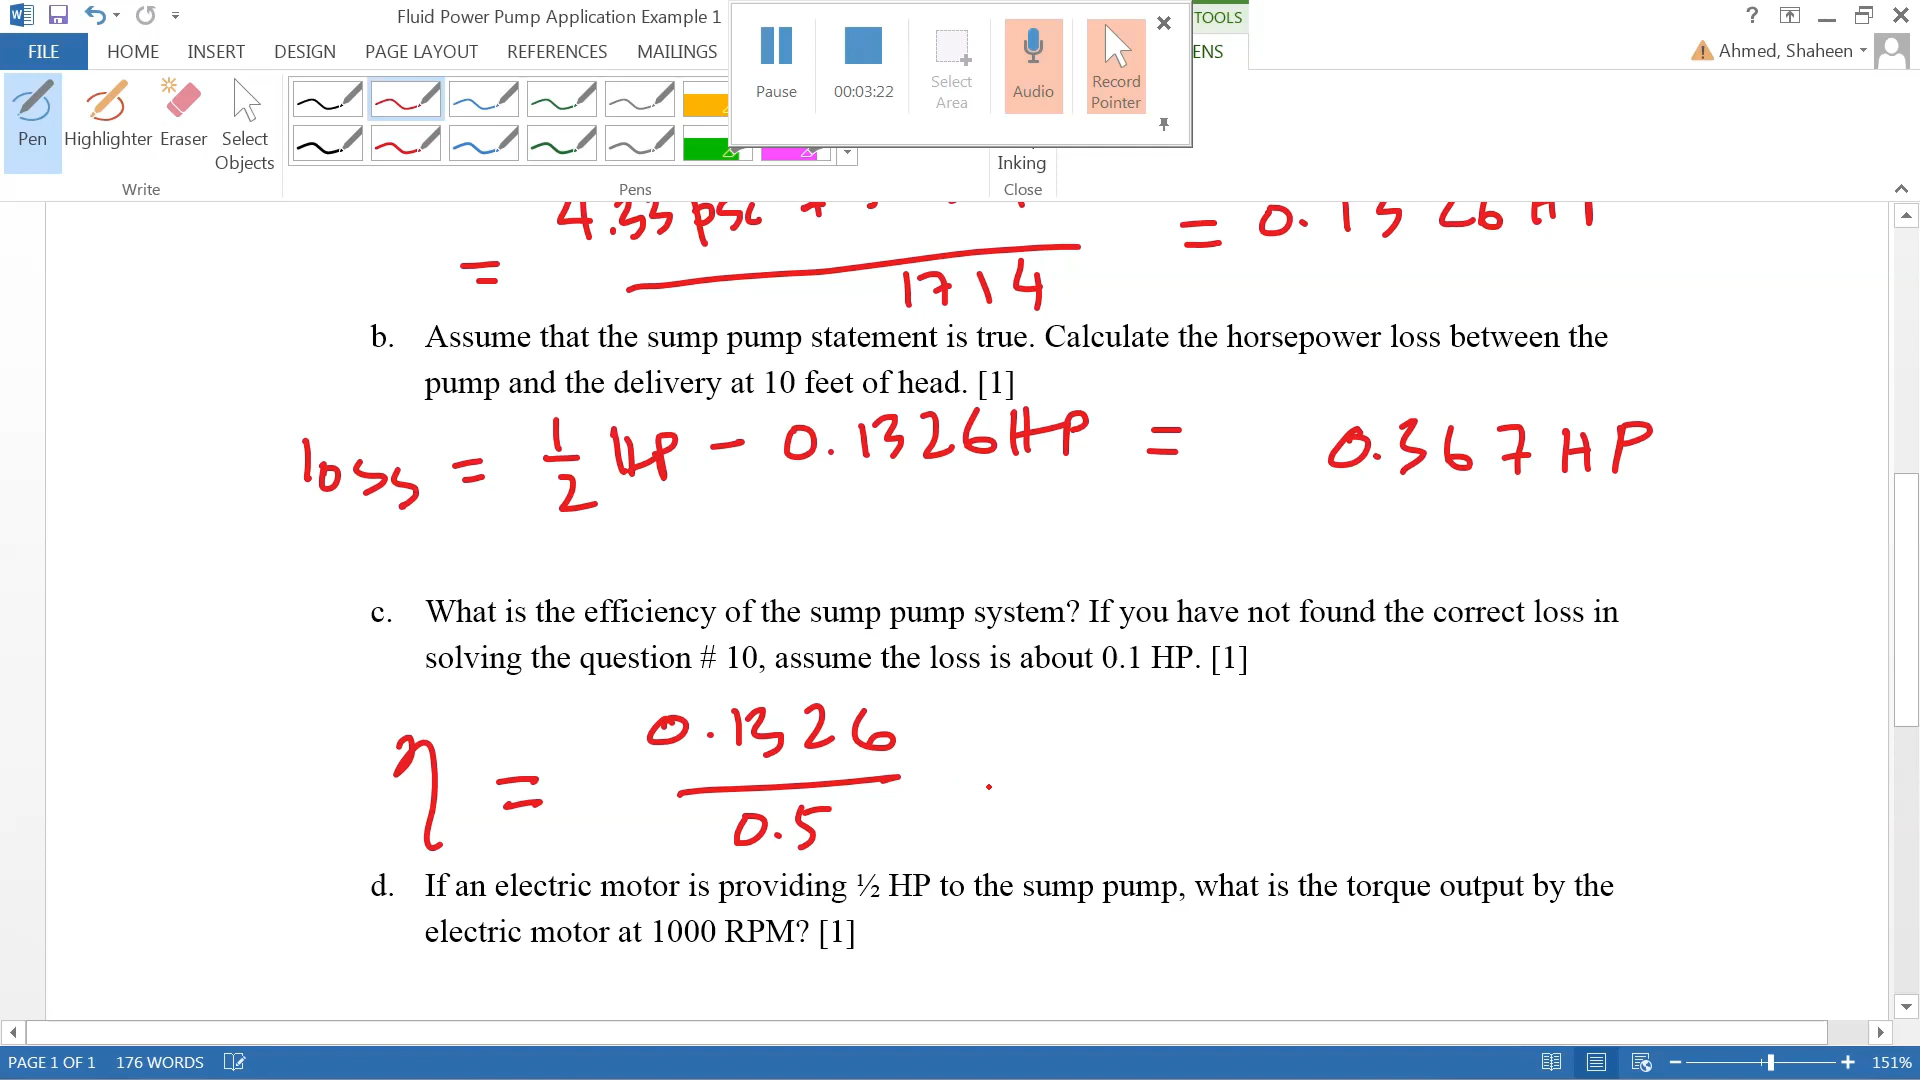 Fluid Power Pump Application Example 1
TOOLS
?
FILE HOME INSERT DESIGN PAGE LAYOUT REFERENCES MAILINGS
ENS
Ahmed, Shaheen
Pause
00:03:22
Select Area
Audio
Record Pointer
Pen
Highlighter
Eraser
Select Objects
Inking
Write
Pens
Close
= 4.33 psi = 0.1326 HP
1714
b. Assume that the sump pump statement is true. Calculate the horsepower loss between the
pump and the delivery at 10 feet of head. [1]
loss = 1/2 HP - 0.1326 HP = 0.367 HP
c. What is the efficiency of the sump pump system? If you have not found the correct loss in
solving the question # 10, assume the loss is about 0.1 HP. [1]
η = 0.1326
0.5
d. If an electric motor is providing ½ HP to the sump pump, what is the torque output by the
electric motor at 1000 RPM? [1]
PAGE 1 OF 1 176 WORDS
151%